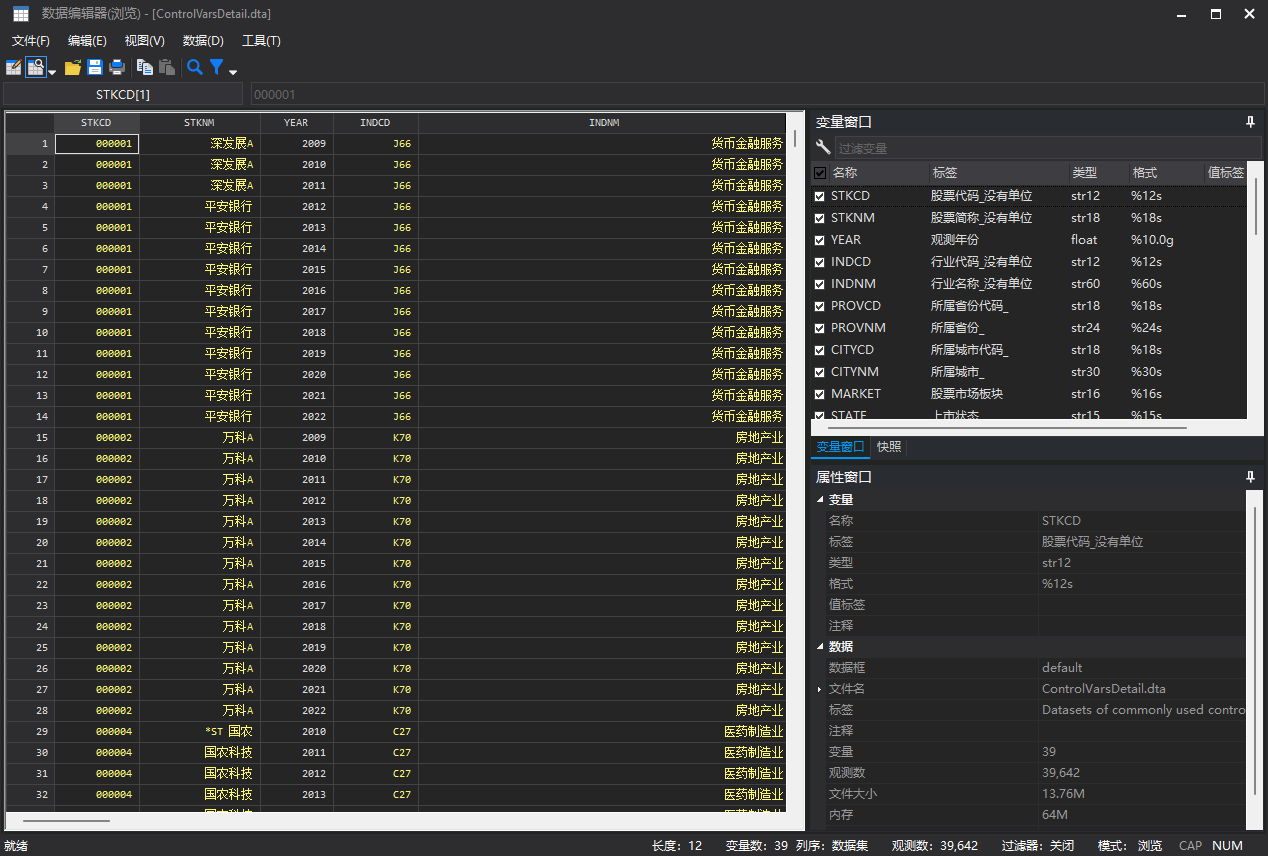 数据编辑器(浏览) - [ControlVarsDetail.dta]
文件(F) 编辑(E) 视图(V) 数据(D) 工具(T)
STKCD[1] 000001
STKCD STKNM YEAR INDCD INDNM
1 000001 深发展A 2009 J66 货币金融服务
2 000001 深发展A 2010 J66 货币金融服务
3 000001 深发展A 2011 J66 货币金融服务
4 000001 平安银行 2012 J66 货币金融服务
5 000001 平安银行 2013 J66 货币金融服务
6 000001 平安银行 2014 J66 货币金融服务
7 000001 平安银行 2015 J66 货币金融服务
8 000001 平安银行 2016 J66 货币金融服务
9 000001 平安银行 2017 J66 货币金融服务
10 000001 平安银行 2018 J66 货币金融服务
11 000001 平安银行 2019 J66 货币金融服务
12 000001 平安银行 2020 J66 货币金融服务
13 000001 平安银行 2021 J66 货币金融服务
14 000001 平安银行 2022 J66 货币金融服务
15 000002 万科A 2009 K70 房地产业
16 000002 万科A 2010 K70 房地产业
17 000002 万科A 2011 K70 房地产业
18 000002 万科A 2012 K70 房地产业
19 000002 万科A 2013 K70 房地产业
20 000002 万科A 2014 K70 房地产业
21 000002 万科A 2015 K70 房地产业
22 000002 万科A 2016 K70 房地产业
23 000002 万科A 2017 K70 房地产业
24 000002 万科A 2018 K70 房地产业
25 000002 万科A 2019 K70 房地产业
26 000002 万科A 2020 K70 房地产业
27 000002 万科A 2021 K70 房地产业
28 000002 万科A 2022 K70 房地产业
29 000004 *ST 国农 2010 C27 医药制造业
30 000004 国农科技 2011 C27 医药制造业
31 000004 国农科技 2012 C27 医药制造业
32 000004 国农科技 2013 C27 医药制造业
变量窗口
过滤变量
名称 标签 类型 格式 值标签
STKCD 股票代码_没有单位 str12 %12s
STKNM 股票简称_没有单位 str18 %18s
YEAR 观测年份 float %10.0g
INDCD 行业代码_没有单位 str12 %12s
INDNM 行业名称_没有单位 str60 %60s
PROVCD 所属省份代码_ str18 %18s
PROVNM 所属省份_ str24 %24s
CITYCD 所属城市代码_ str18 %18s
CITYNM 所属城市_ str30 %30s
MARKET 股票市场板块 str16 %16s
STATE 上市状态 str15 %15s
变量窗口 快照
属性窗口
变量
名称 STKCD
标签 股票代码_没有单位
类型 str12
格式 %12s
值标签
注释
数据
数据框 default
文件名 ControlVarsDetail.dta
标签 Datasets of commonly used contro
注释
变量 39
观测数 39,642
文件大小 13.76M
内存 64M
就绪 长度: 12 变量数: 39 列序: 数据集 观测数: 39,642 过滤器: 关闭 模式: 浏览 CAP NUM